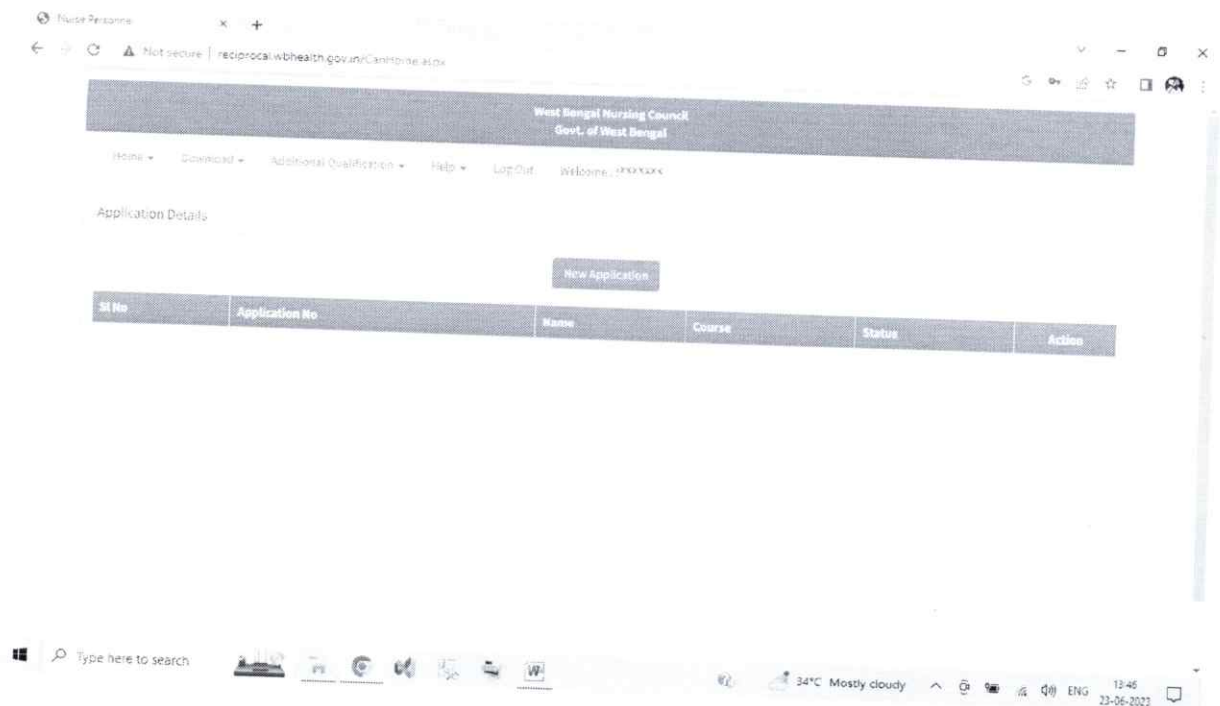 Nurse Personnel
Not secure | reciprocal.wbhealth.gov.in/CanHome.aspx
West Bengal Nursing Council
Govt. of West Bengal
Home Download Additional Qualification Help Log Out Welcome,
Application Details
New Application
Sl No Application No Name Course Status Action
Type here to search W 34°C Mostly cloudy ENG 13:46
23-06-2023